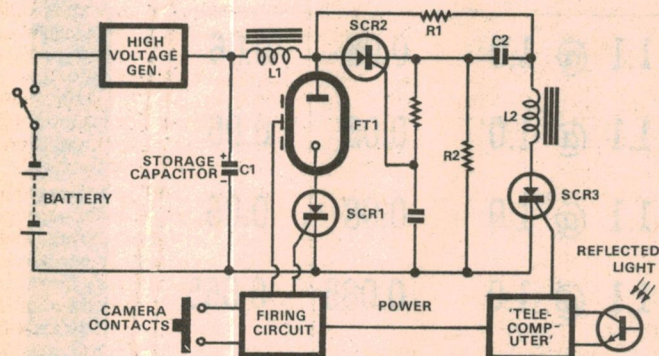 SCR2
R1
HIGH
VOLTAGE
GEN.
C2
L1
L2
FT1
STORAGE
CAPACITOR
+
C1
-
R2
BATTERY
SCR1
SCR3
REFLECTED
LIGHT
CAMERA
CONTACTS
FIRING
CIRCUIT
POWER
'TELE-
COMP-
UTER'